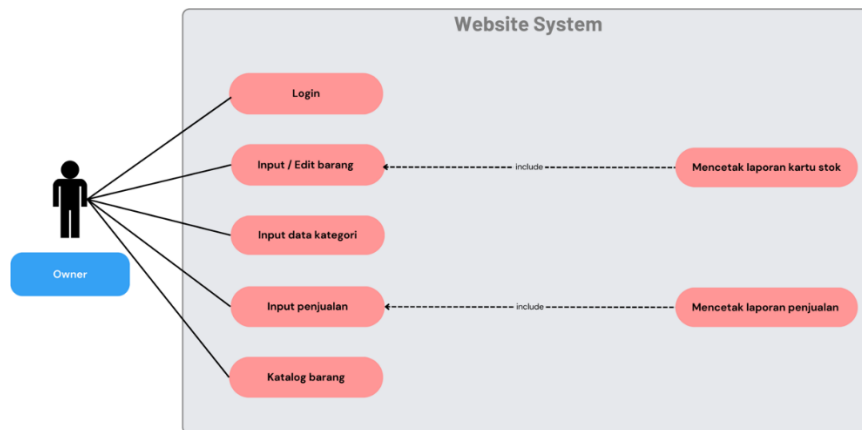 Website System
Login
Input / Edit barang
include
Mencetak laporan kartu stok
Input data kategori
Owner
Input penjualan
include
Mencetak laporan penjualan
Katalog barang